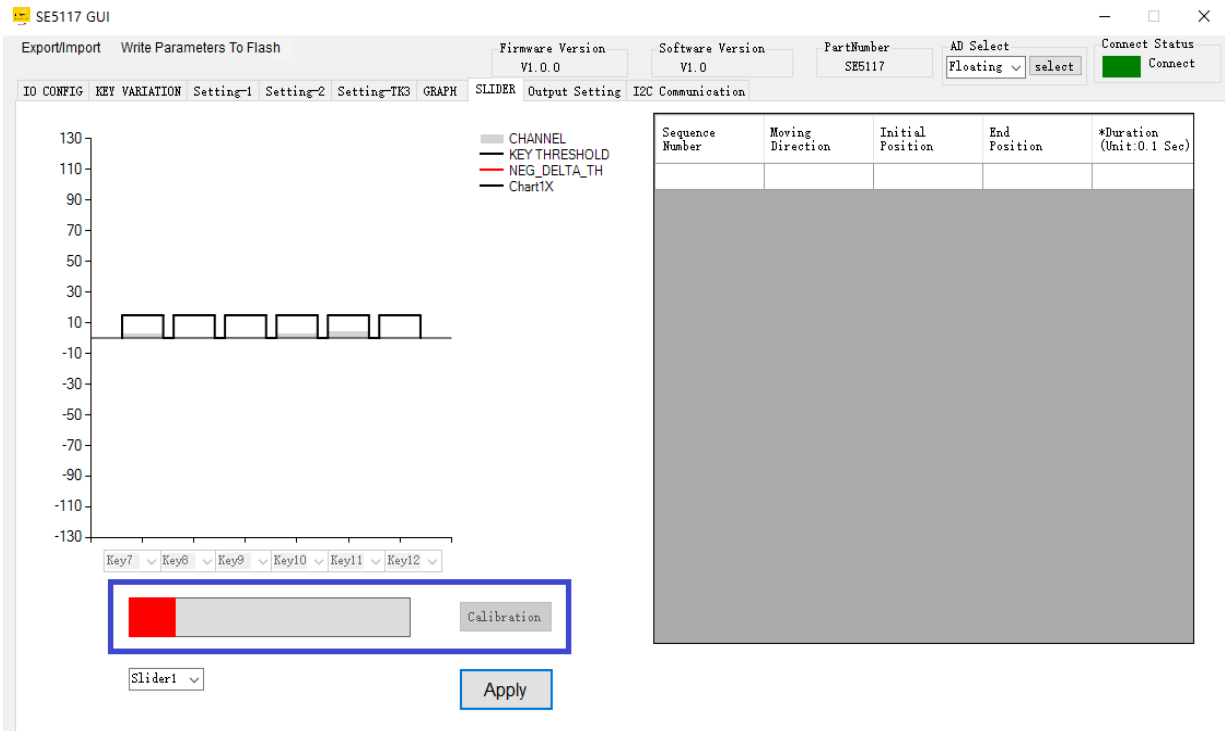 SE5117 GUI
Export/Import Write Parameters To Flash
Firmware Version
V1.0.0
Software Version
V1.0
PartNumber
SE5117
AD Select
Floating select
Connect Status
Connect
IO CONFIG KEY VARIATION Setting-1 Setting-2 Setting-TK3 GRAPH SLIDER Output Setting I2C Communication
130
110
90
70
50
30
10
-10
-30
-50
-70
-90
-110
-130
CHANNEL
KEY THRESHOLD
NEG_DELTA_TH
Chart1X
Key7 Key8 Key9 Key10 Key11 Key12
Calibration
Slider1
Apply
Sequence
Number
Moving
Direction
Initial
Position
End
Position
*Duration
(Unit:0.1 Sec)